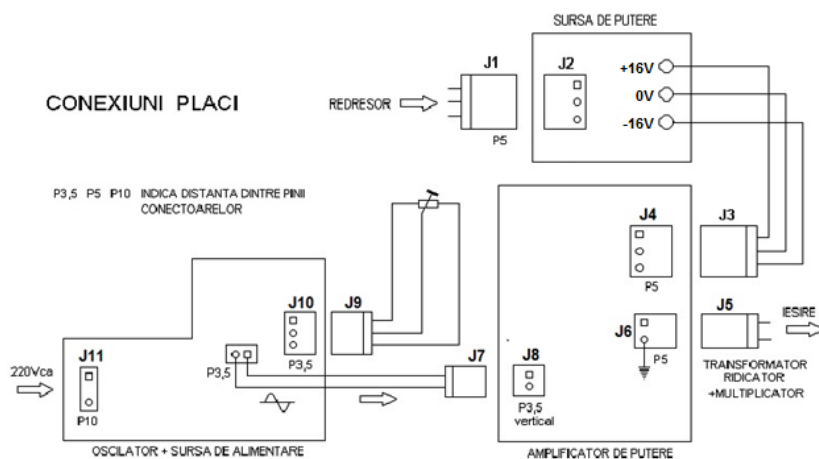 SURSA DE PUTERE
J1
J2
+16V
0V
-16V
CONEXIUNI PLACI
REDRESOR
P5
P3,5 P5 P10 INDICA DISTANTA DINTRE PINII
CONECTOARELOR
J4
J3
P5
J10
J9
J5
IESIRE
J6
P5
J11
P3,5
P3,5
J7
J8
TRANSFORMATOR
RIDICATOR
+MULTIPLICATOR
220Vca
P10
P3,5
vertical
OSCILATOR + SURSA DE ALIMENTARE
AMPLIFICATOR DE PUTERE